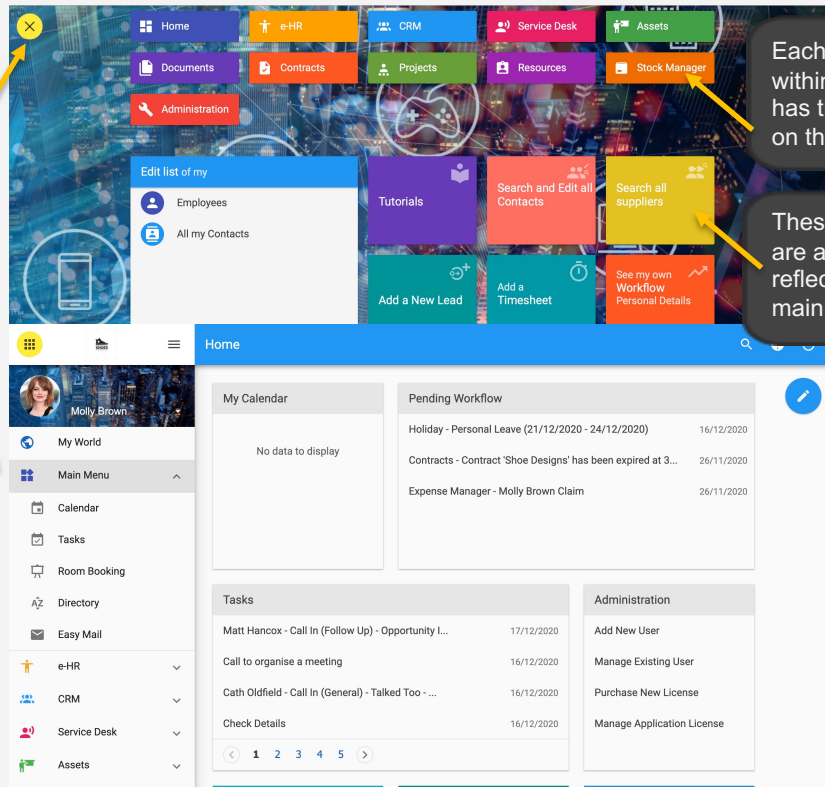 Home
e-HR
CRM
Service Desk
Assets
Documents
Contracts
Projects
Resources
Stock Manager
Administration
Each
within
has t
on th
Edit list of my
Employees
All my Contacts
Tutorials
Search and Edit all
Contacts
Search all
suppliers
Add a New Lead
Add a
Timesheet
See my own
Workflow
Personal Details
Thes
are a
reflec
main
Home
Molly Brown
My World
Main Menu
Calendar
Tasks
Room Booking
AZ Directory
Easy Mail
e-HR
CRM
Service Desk
Assets
My Calendar
No data to display
Pending Workflow
Holiday - Personal Leave (21/12/2020 - 24/12/2020) 16/12/2020
Contracts - Contract 'Shoe Designs' has been expired at 3... 26/11/2020
Expense Manager - Molly Brown Claim 26/11/2020
Tasks
Matt Hancox - Call In (Follow Up) - Opportunity I... 17/12/2020
Call to organise a meeting 16/12/2020
Cath Oldfield - Call In (General) - Talked Too - ... 16/12/2020
Check Details 16/12/2020
1 2 3 4 5
Administration
Add New User
Manage Existing User
Purchase New License
Manage Application License